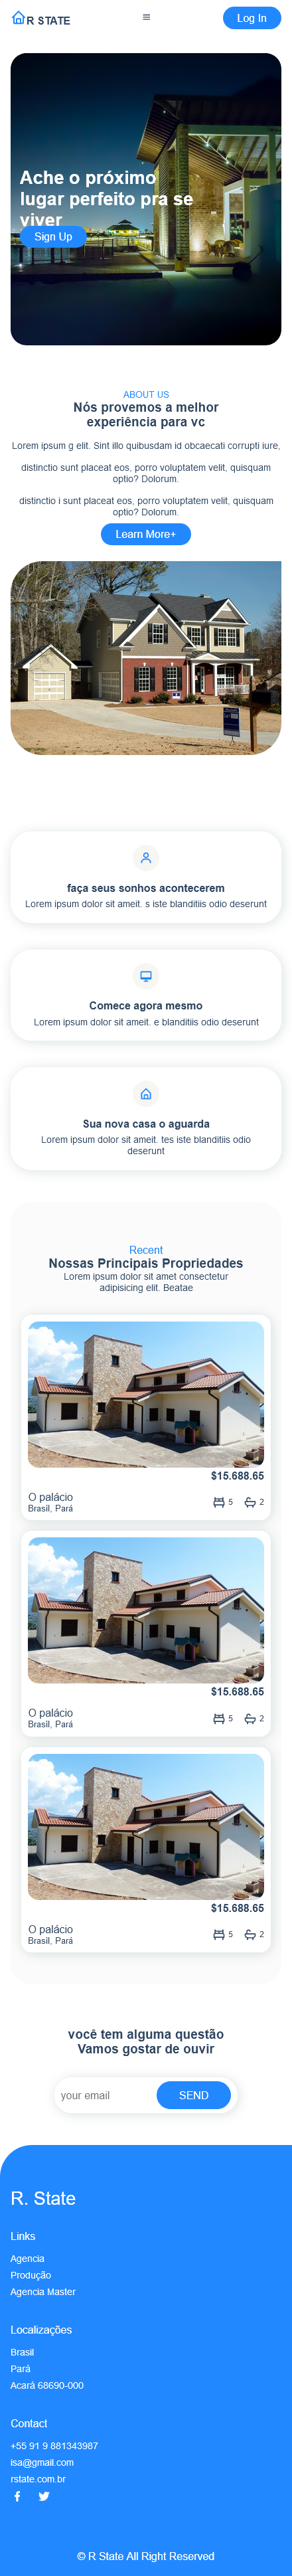 R STATE
Log In
Ache o próximo
lugar perfeito pra se
viver
Sign Up
ABOUT US
Nós provemos a melhor
experiência para vc
Lorem ipsum g elit. Sint illo quibusdam id obcaecati corrupti iure,
distinctio sunt placeat eos, porro voluptatem velit, quisquam
optio? Dolorum.
distinctio i sunt placeat eos, porro voluptatem velit, quisquam
optio? Dolorum.
Learn More+
faça seus sonhos acontecerem
Lorem ipsum dolor sit ameit. s iste blanditiis odio deserunt
Comece agora mesmo
Lorem ipsum dolor sit ameit. e blanditiis odio deserunt
Sua nova casa o aguarda
Lorem ipsum dolor sit ameit. tes iste blanditiis odio
deserunt
Recent
Nossas Principais Propriedades
Lorem ipsum dolor sit amet consectetur
adipisicing elit. Beatae
$15.688.65
O palácio
Brasil, Pará
5 2
$15.688.65
O palácio
Brasil, Pará
5 2
$15.688.65
O palácio
Brasil, Pará
5 2
você tem alguma questão
Vamos gostar de ouvir
your email
SEND
R. State
Links
Agencia
Produção
Agencia Master
Localizações
Brasil
Pará
Acará 68690-000
Contact
+55 91 9 881343987
isa@gmail.com
rstate.com.br
© R State All Right Reserved